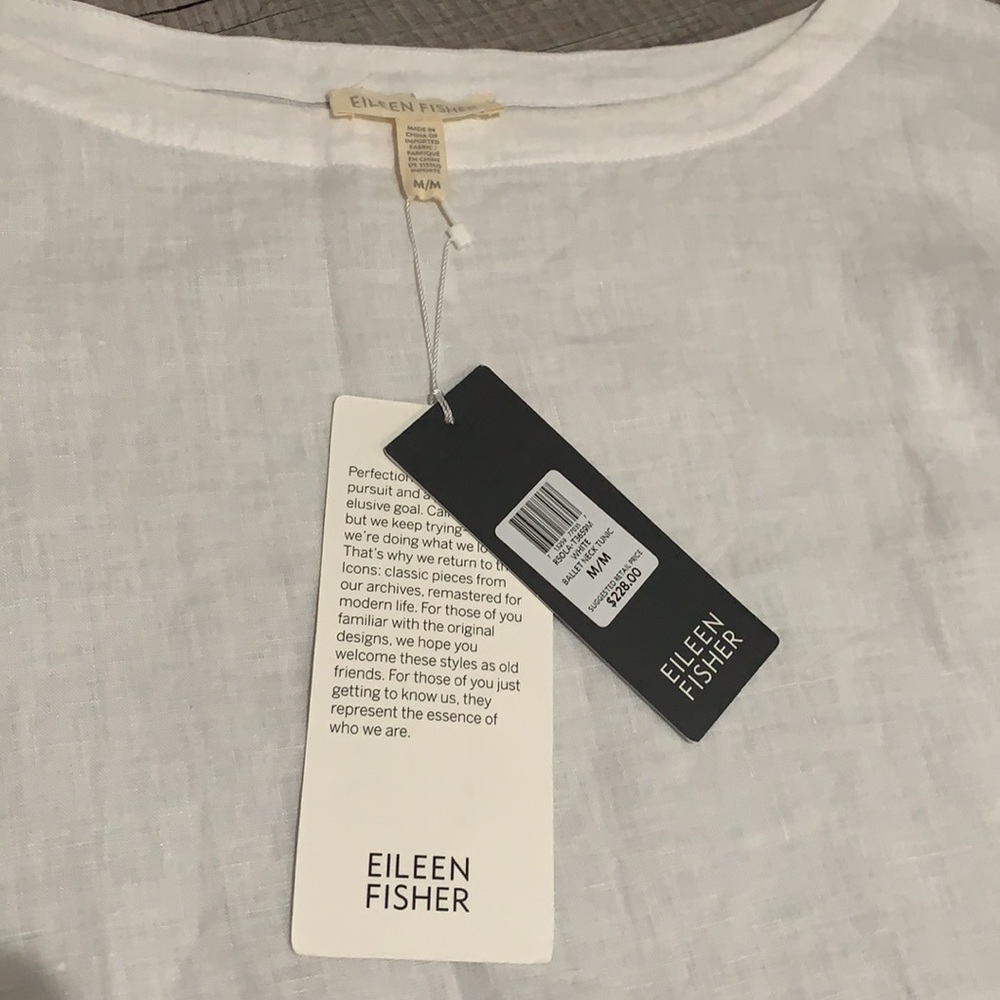 EILEEN FISHER
MADE IN
CHINA OF
IMPORTED
FABRIC /
FABRIQUÉ
EN CHINE
DE TISSUS
IMPORTÉ
M/M
Perfection
pursuit and a
elusive goal. Call
but we keep trying—
we're doing what we lo
That's why we return to th
Icons: classic pieces from
our archives, remastered for
modern life. For those of you
familiar with the original
designs, we hope you
welcome these styles as old
friends. For those of you just
getting to know us, they
represent the essence of
who we are.
EILEEN
FISHER
R5OLA-T3659M
WHITE
BALLET NECK TUNIC
M/M
SUGGESTED RETAIL PRICE
$228.00
EILEEN
FISHER